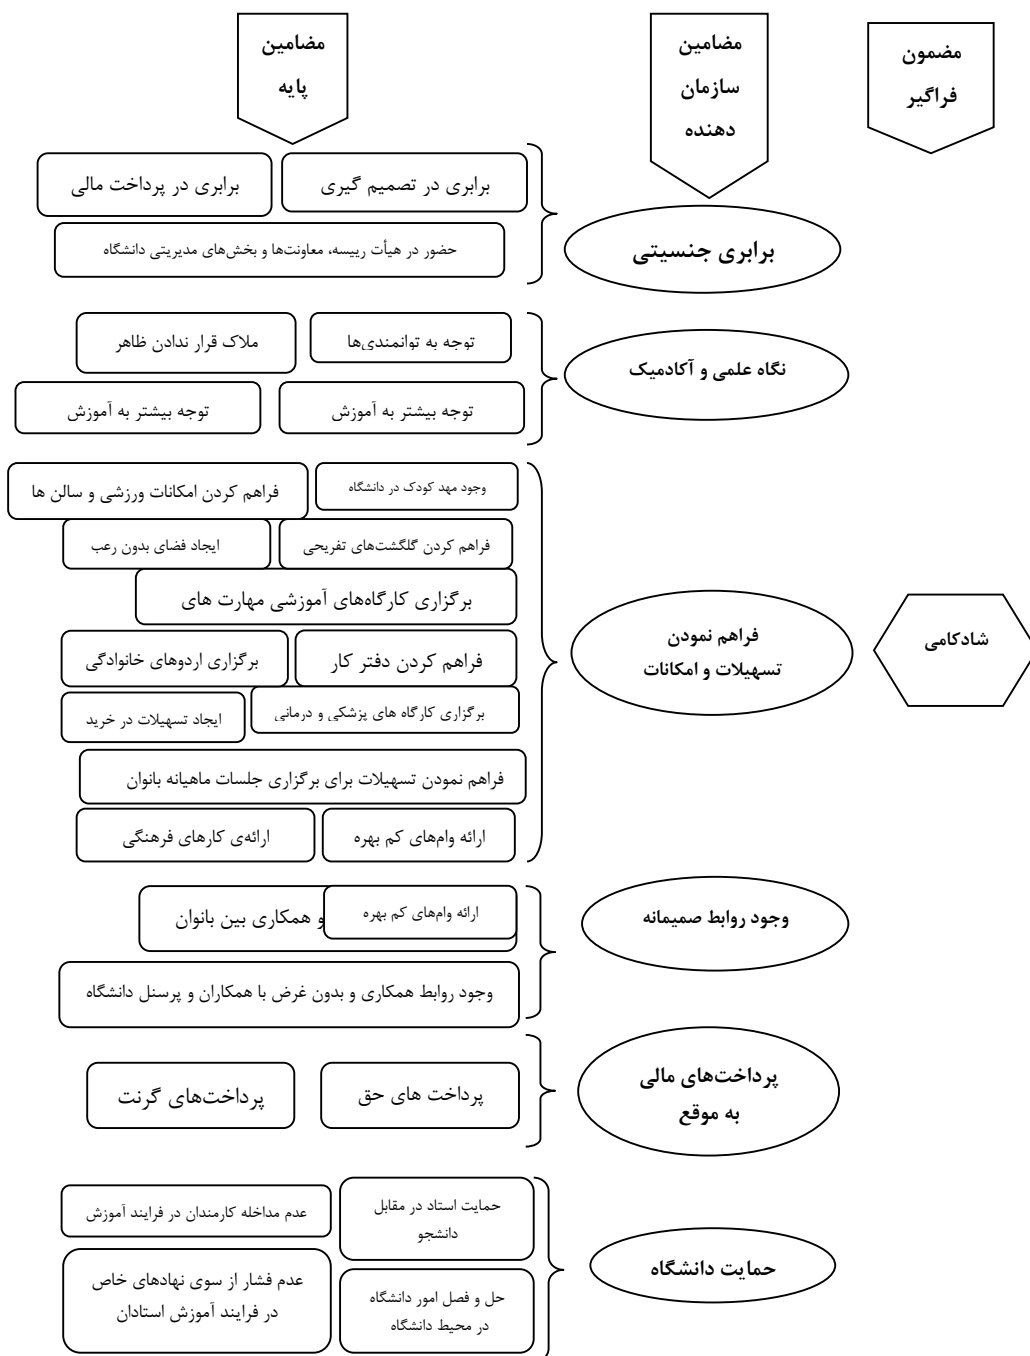 مضمون
فراگیر
مضامین
سازمان
دهنده
مضامین
پایه
برابری جنسیتی
برابری در تصمیم گیری
برابری در پرداخت مالی
حضور در هیأت رییسه، معاونت‌ها و بخش‌های مدیریتی دانشگاه
نگاه علمی و آکادمیک
توجه به توانمندی‌ها
ملاک قرار ندادن ظاهر
توجه بیشتر به آموزش
توجه بیشتر به آموزش
شادکامی
فراهم نمودن
تسهیلات و امکانات
وجود مهد کودک در دانشگاه
فراهم کردن امکانات ورزشی و سالن ها
فراهم کردن گلگشت‌های تفریحی
ایجاد فضای بدون رعب
برگزاری کارگاه‌های آموزشی مهارت های
فراهم کردن دفتر کار
برگزاری اردوهای خانوادگی
برگزاری کارگاه های پزشکی و درمانی
ایجاد تسهیلات در خرید
فراهم نمودن تسهیلات برای برگزاری جلسات ماهیانه بانوان
ارائه وام‌های کم بهره
ارائه‌ی کارهای فرهنگی
وجود روابط صمیمانه
ارائه وام‌های کم بهره
و همکاری بین بانوان
وجود روابط همکاری و بدون غرض با همکاران و پرسنل دانشگاه
پرداخت‌های مالی
به موقع
پرداخت های حق
پرداخت‌های گرنت
حمایت دانشگاه
حمایت استاد در مقابل
دانشجو
عدم مداخله کارمندان در فرایند آموزش
حل و فصل امور دانشگاه
در محیط دانشگاه
عدم فشار از سوی نهادهای خاص
در فرایند آموزش استادان